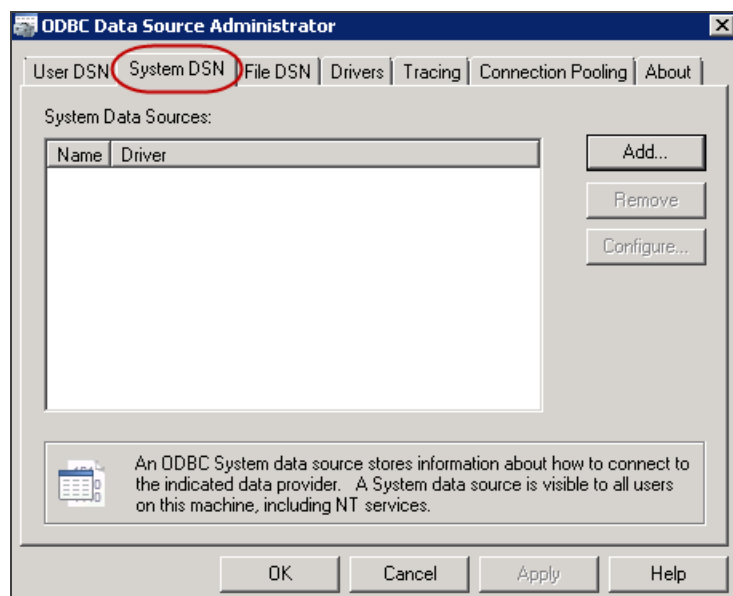 ODBC Data Source Administrator
User DSN System DSN File DSN Drivers Tracing Connection Pooling About
System Data Sources:
Name Driver
Add...
Remove
Configure...
An ODBC System data source stores information about how to connect to
the indicated data provider. A System data source is visible to all users
on this machine, including NT services.
OK Cancel Apply Help